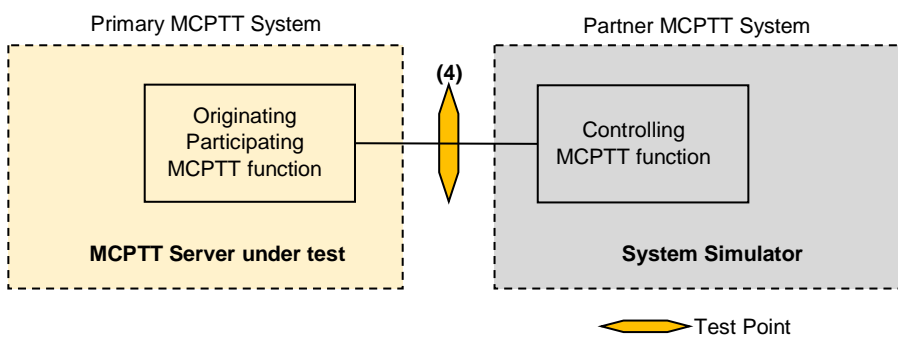 Primary MCPTT System
Partner MCPTT System
(4)
Originating
Participating
MCPTT function
Controlling
MCPTT function
MCPTT Server under test
System Simulator
Test Point